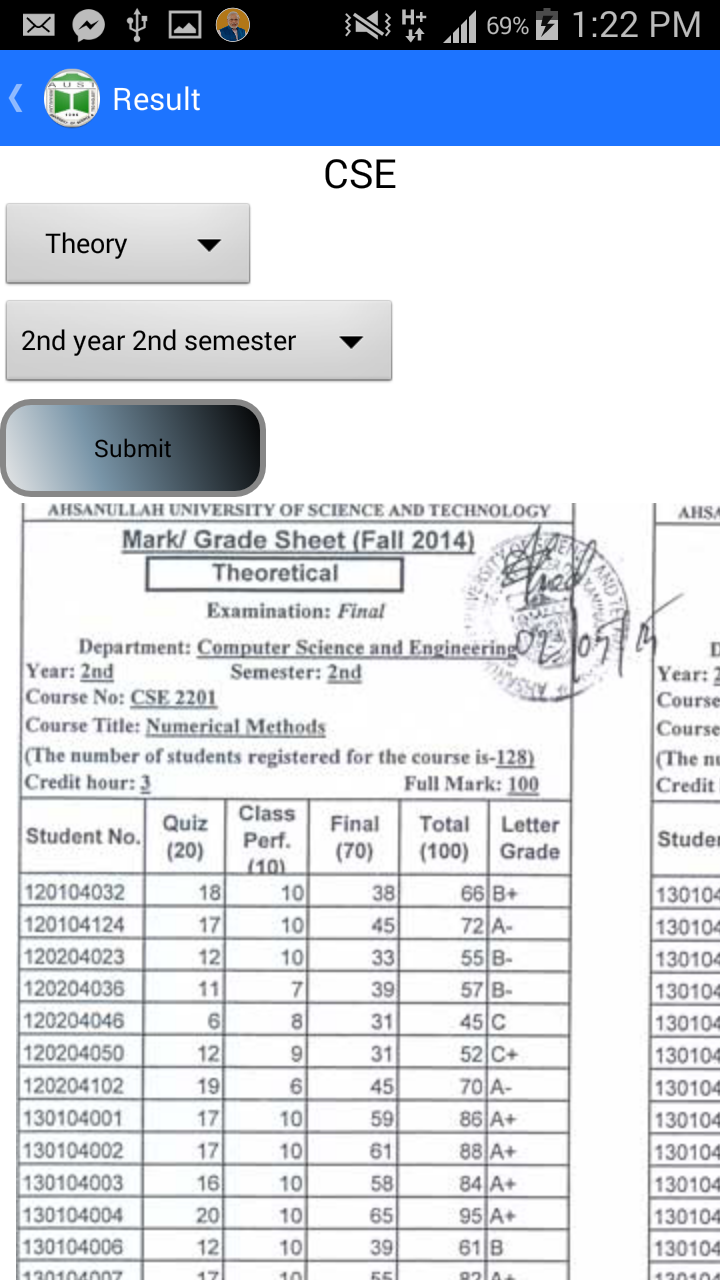 H+
69%
1:22 PM
AUST
Result
CSE
Theory
2nd year 2nd semester
Submit
AHSANULLAH UNIVERSITY OF SCIENCE AND TECHNOLOGY
AHSA
Mark/ Grade Sheet (Fall 2014)
Theoretical
Examination: Final
Department: Computer Science and Engineering
D
Year: 2nd Semester: 2nd
Year: 2
Course No: CSE 2201
Course
Course Title: Numerical Methods
Course
(The number of students registered for the course is-128)
(The nu
Credit hour: 3 Full Mark: 100
Credit
Student No. Quiz (20) Class Perf. (10) Final (70) Total (100) Letter Grade
Studen
120104032 18 10 38 66 B+
130104
120104124 17 10 45 72 A-
130104
120204023 12 10 33 55 B-
130104
120204036 11 7 39 57 B-
130104
120204046 6 8 31 45 C
130104
120204050 12 9 31 52 C+
130104
120204102 19 6 45 70 A-
130104
130104001 17 10 59 86 A+
130104
130104002 17 10 61 88 A+
130104
130104003 16 10 58 84 A+
130104
130104004 20 10 65 95 A+
130104
130104006 12 10 39 61 B
130104
130104007 17 10 55 82 A+